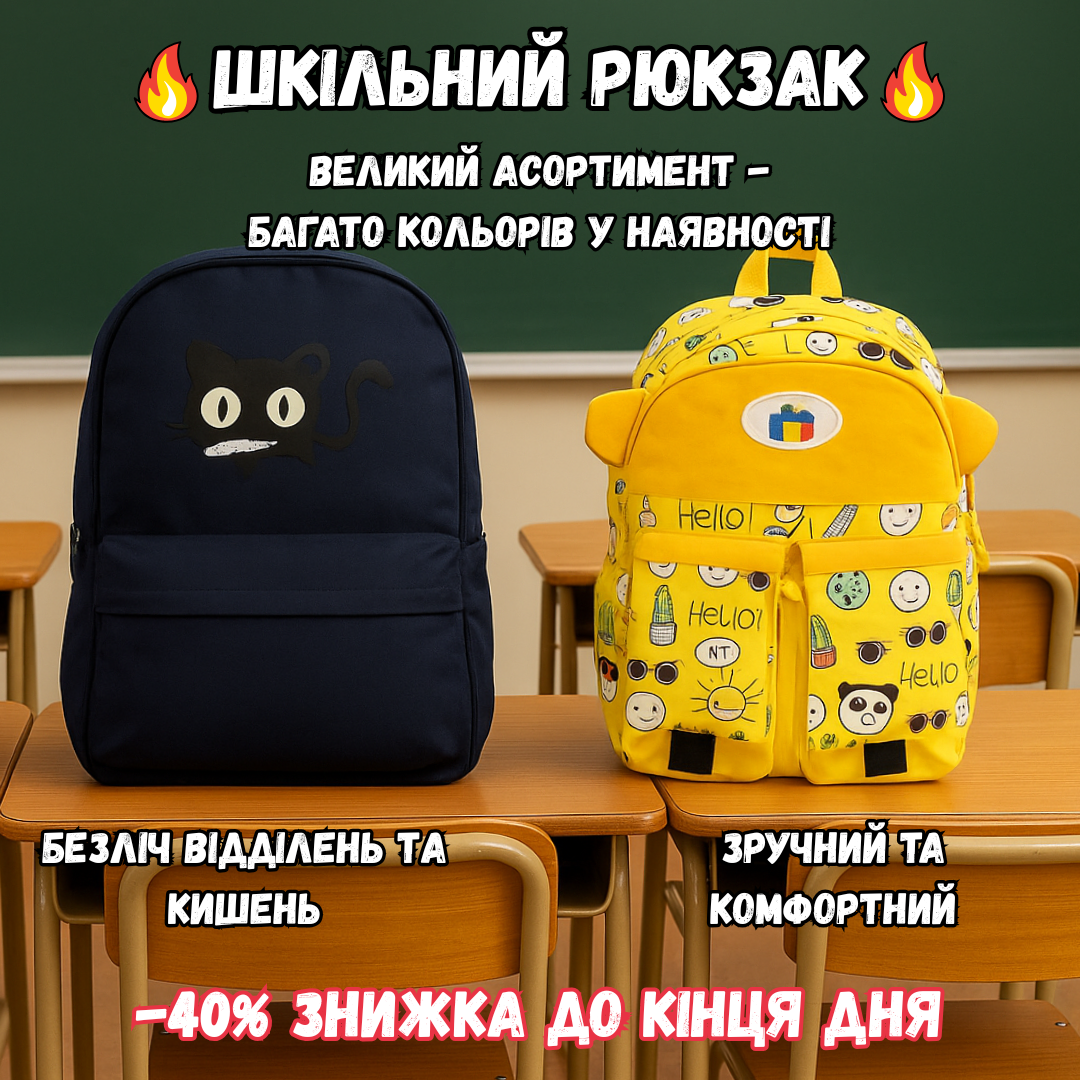 ШКІЛЬНИЙ РЮКЗАК
ВЕЛИКИЙ АСОРТИМЕНТ –
БАГАТО КОЛЬОРІВ У НАЯВНОСТІ
Hello!
Hello
NT
Hello
БЕЗЛІЧ ВІДДІЛЕНЬ ТА
КИШЕНЬ
ЗРУЧНИЙ ТА
КОМФОРТНИЙ
-40% ЗНИЖКА ДО КІНЦЯ ДНЯ